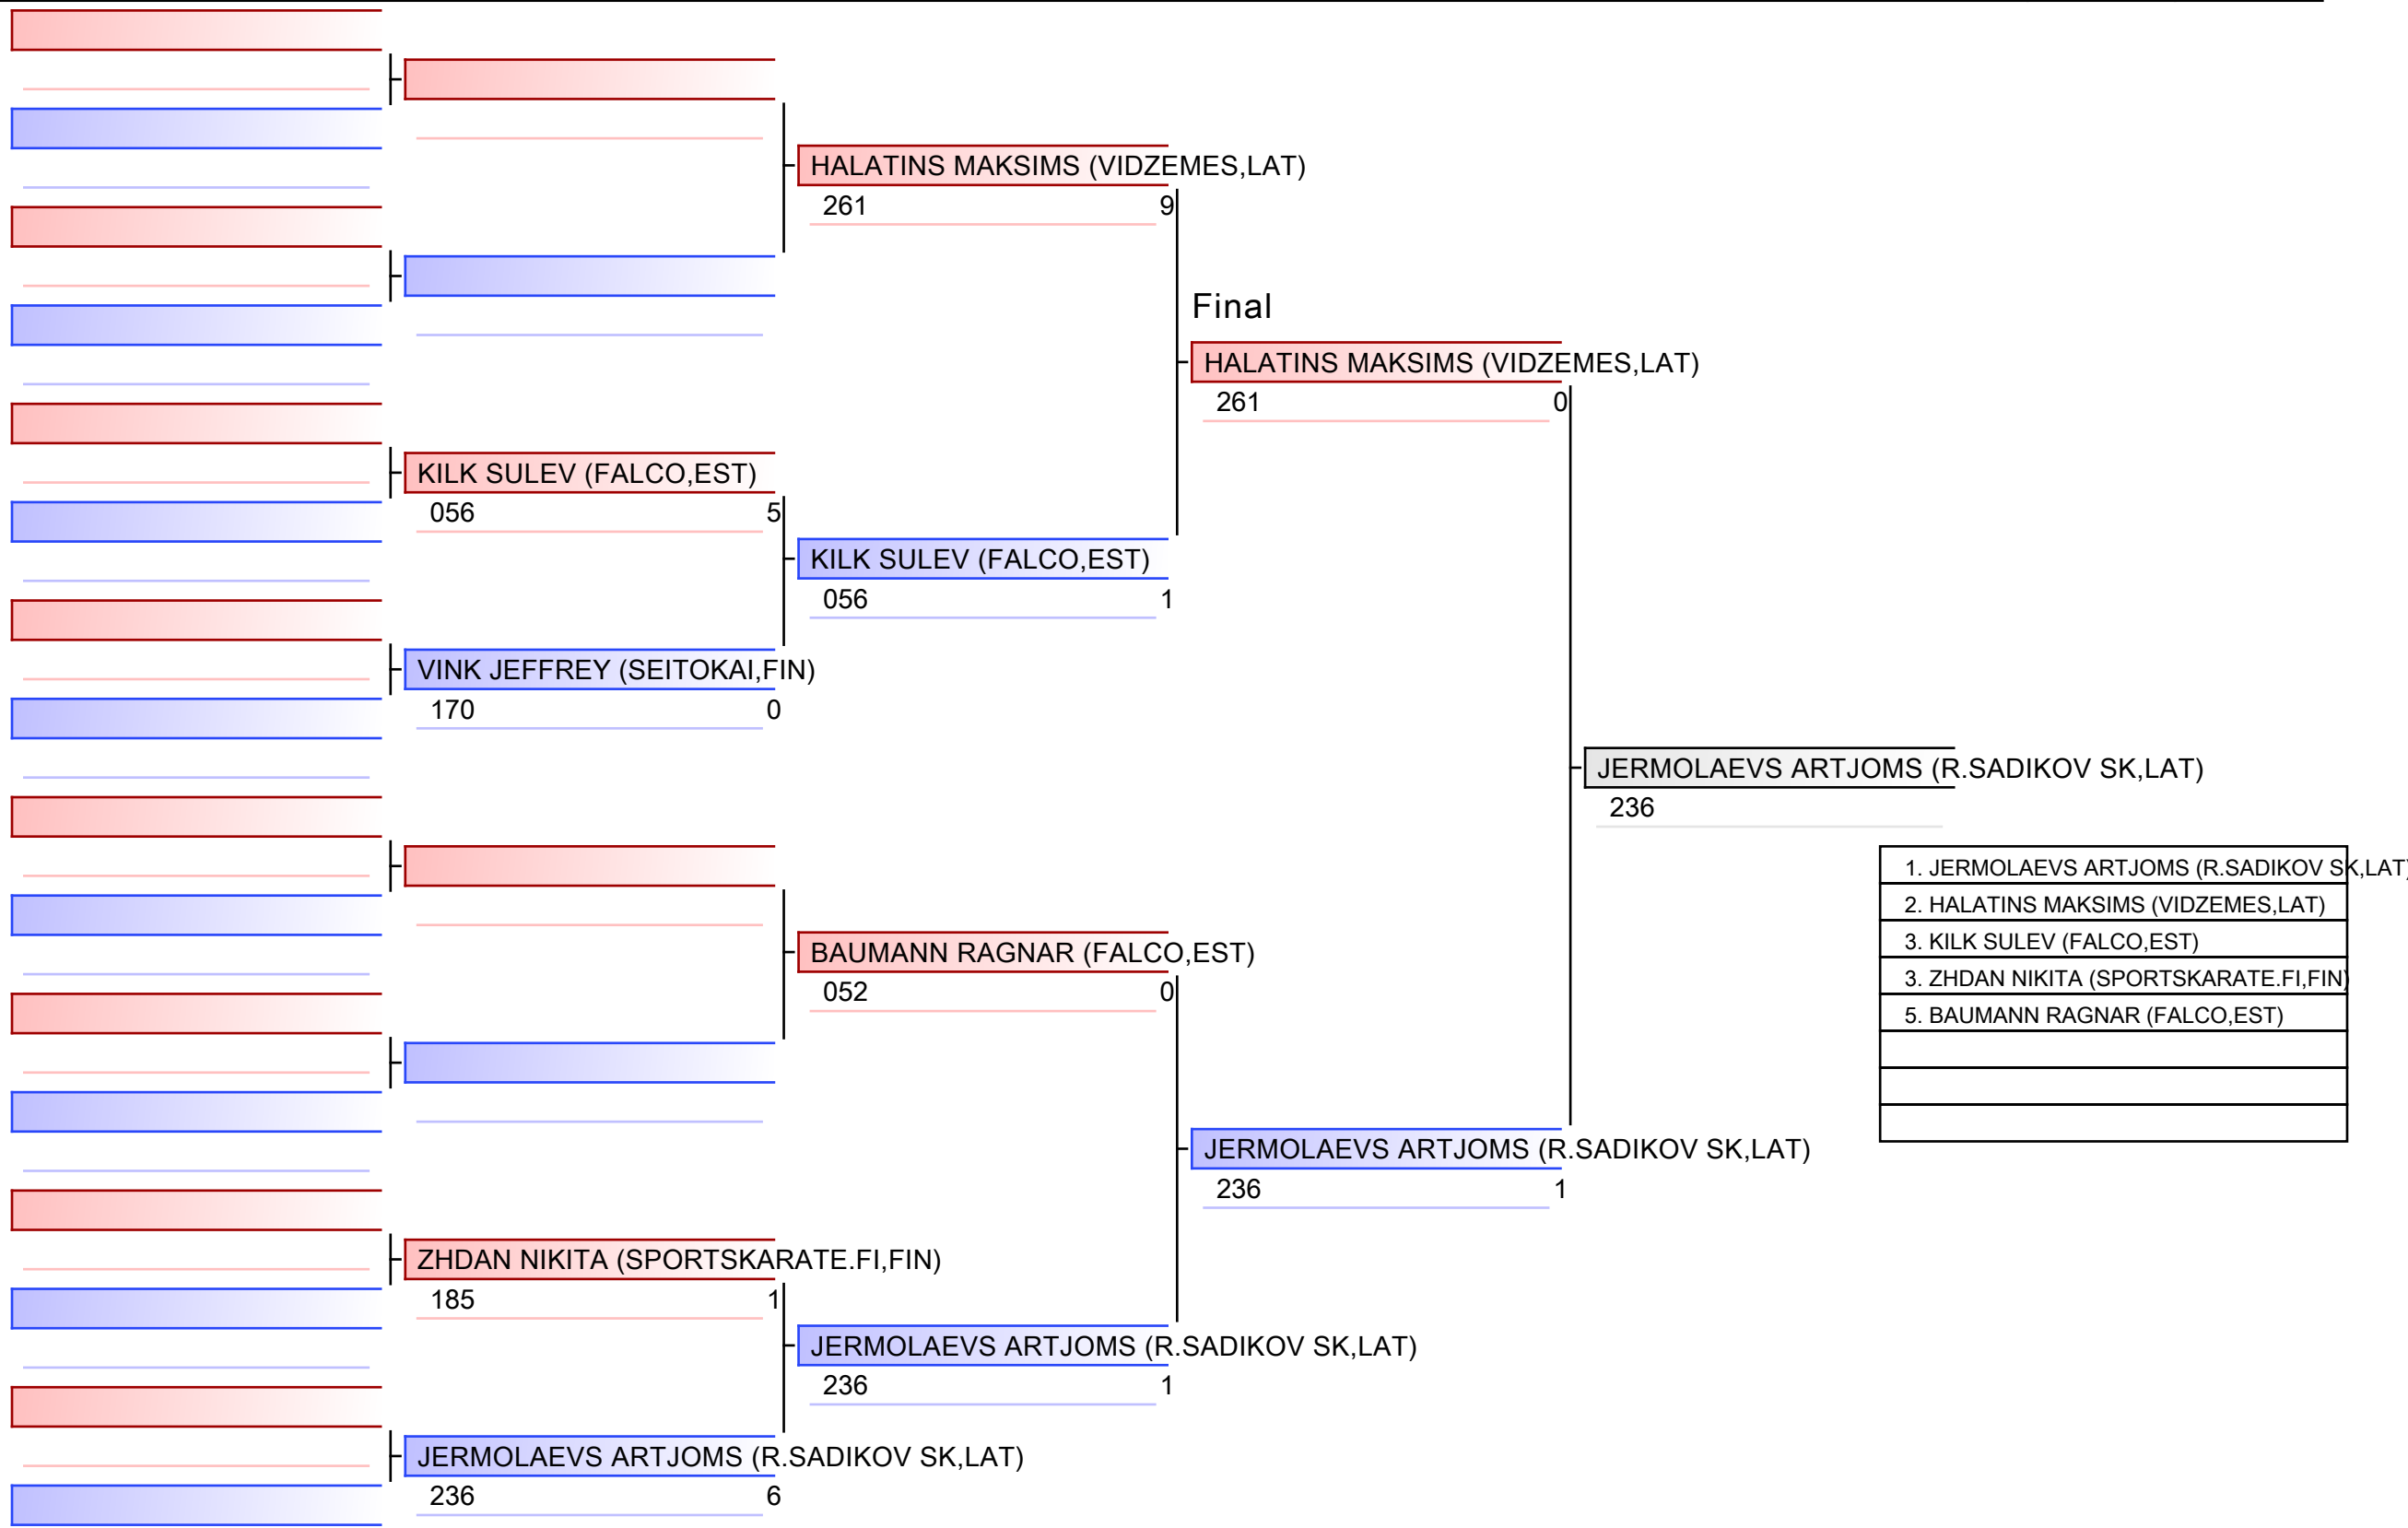 HALATINS MAKSIMS (VIDZEMES,LAT)
261 9
Final
HALATINS MAKSIMS (VIDZEMES,LAT)
261 0
KILK SULEV (FALCO,EST)
056 5
KILK SULEV (FALCO,EST)
056 1
VINK JEFFREY (SEITOKAI,FIN)
170 0
JERMOLAEVS ARTJOMS (R.SADIKOV SK,LAT)
236
1. JERMOLAEVS ARTJOMS (R.SADIKOV SK,LAT)
2. HALATINS MAKSIMS (VIDZEMES,LAT)
3. KILK SULEV (FALCO,EST)
3. ZHDAN NIKITA (SPORTSKARATE.FI,FIN)
5. BAUMANN RAGNAR (FALCO,EST)
BAUMANN RAGNAR (FALCO,EST)
052 0
JERMOLAEVS ARTJOMS (R.SADIKOV SK,LAT)
236 1
ZHDAN NIKITA (SPORTSKARATE.FI,FIN)
185 1
JERMOLAEVS ARTJOMS (R.SADIKOV SK,LAT)
236 1
JERMOLAEVS ARTJOMS (R.SADIKOV SK,LAT)
236 6